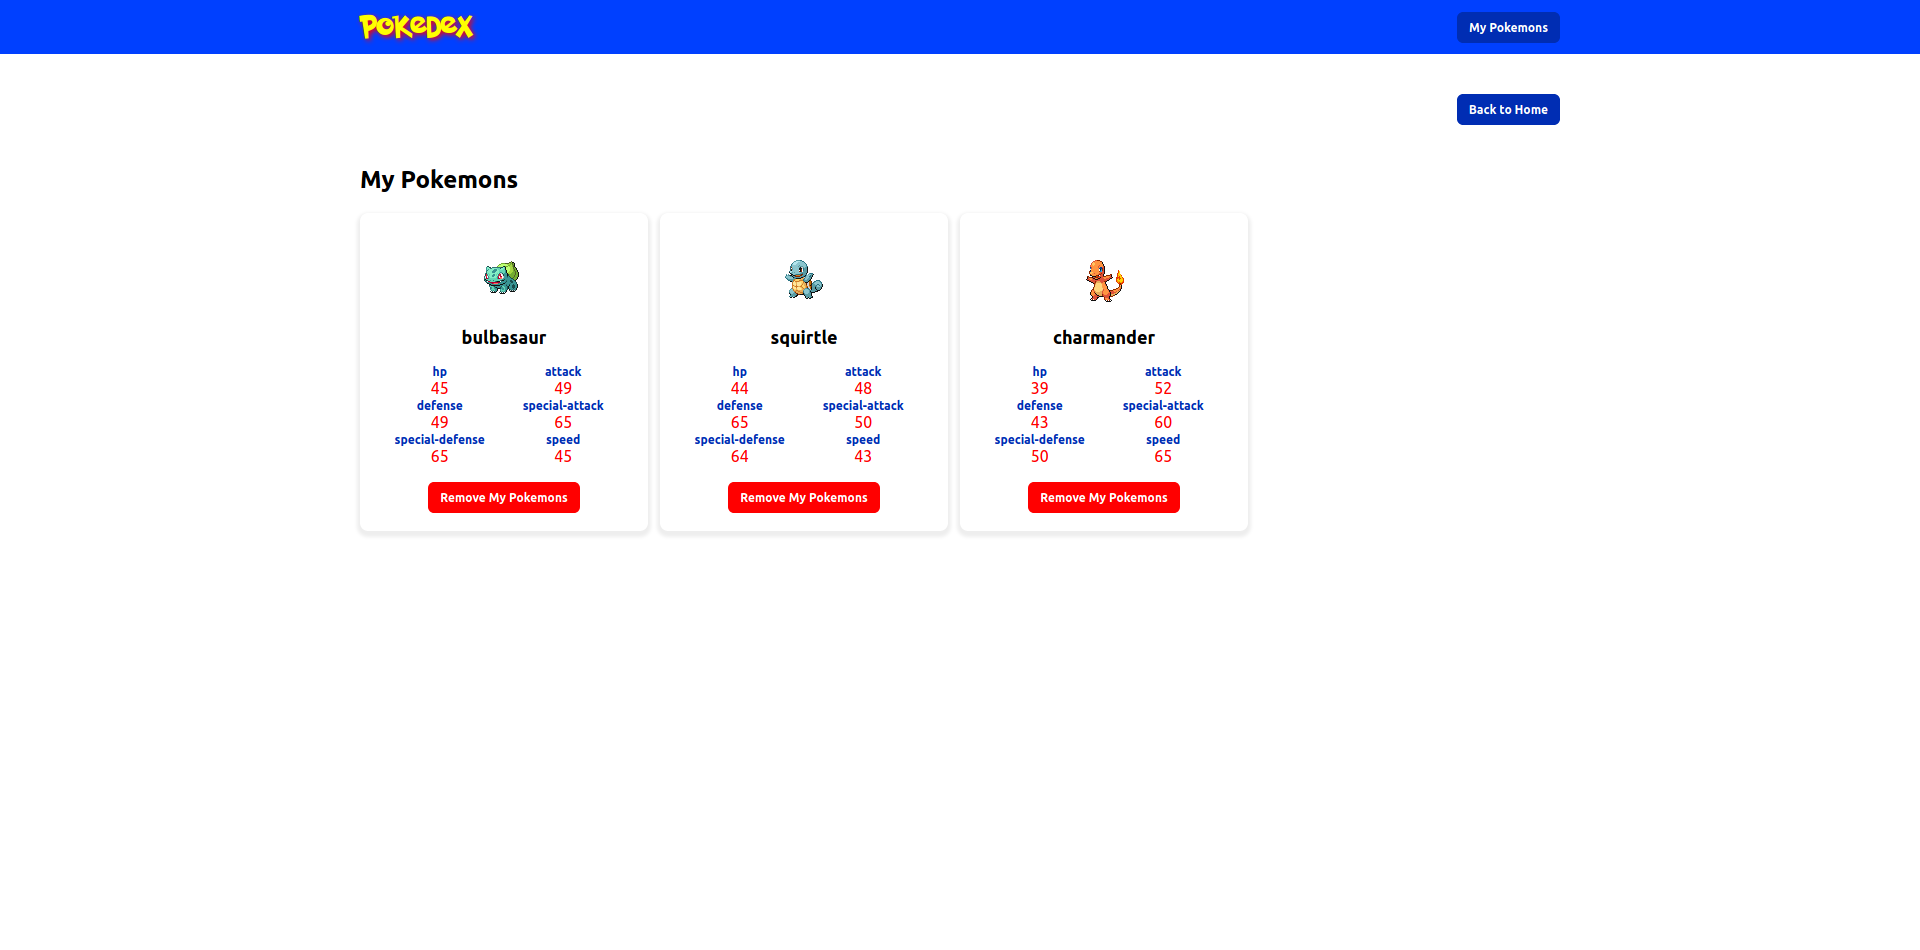 POKEDEX My Pokemons
Back to Home
My Pokemons
bulbasaur
hp attack
45 49
defense special-attack
49 65
special-defense speed
65 45
Remove My Pokemons
squirtle
hp attack
44 48
defense special-attack
65 50
special-defense speed
64 43
Remove My Pokemons
charmander
hp attack
39 52
defense special-attack
43 60
special-defense speed
50 65
Remove My Pokemons